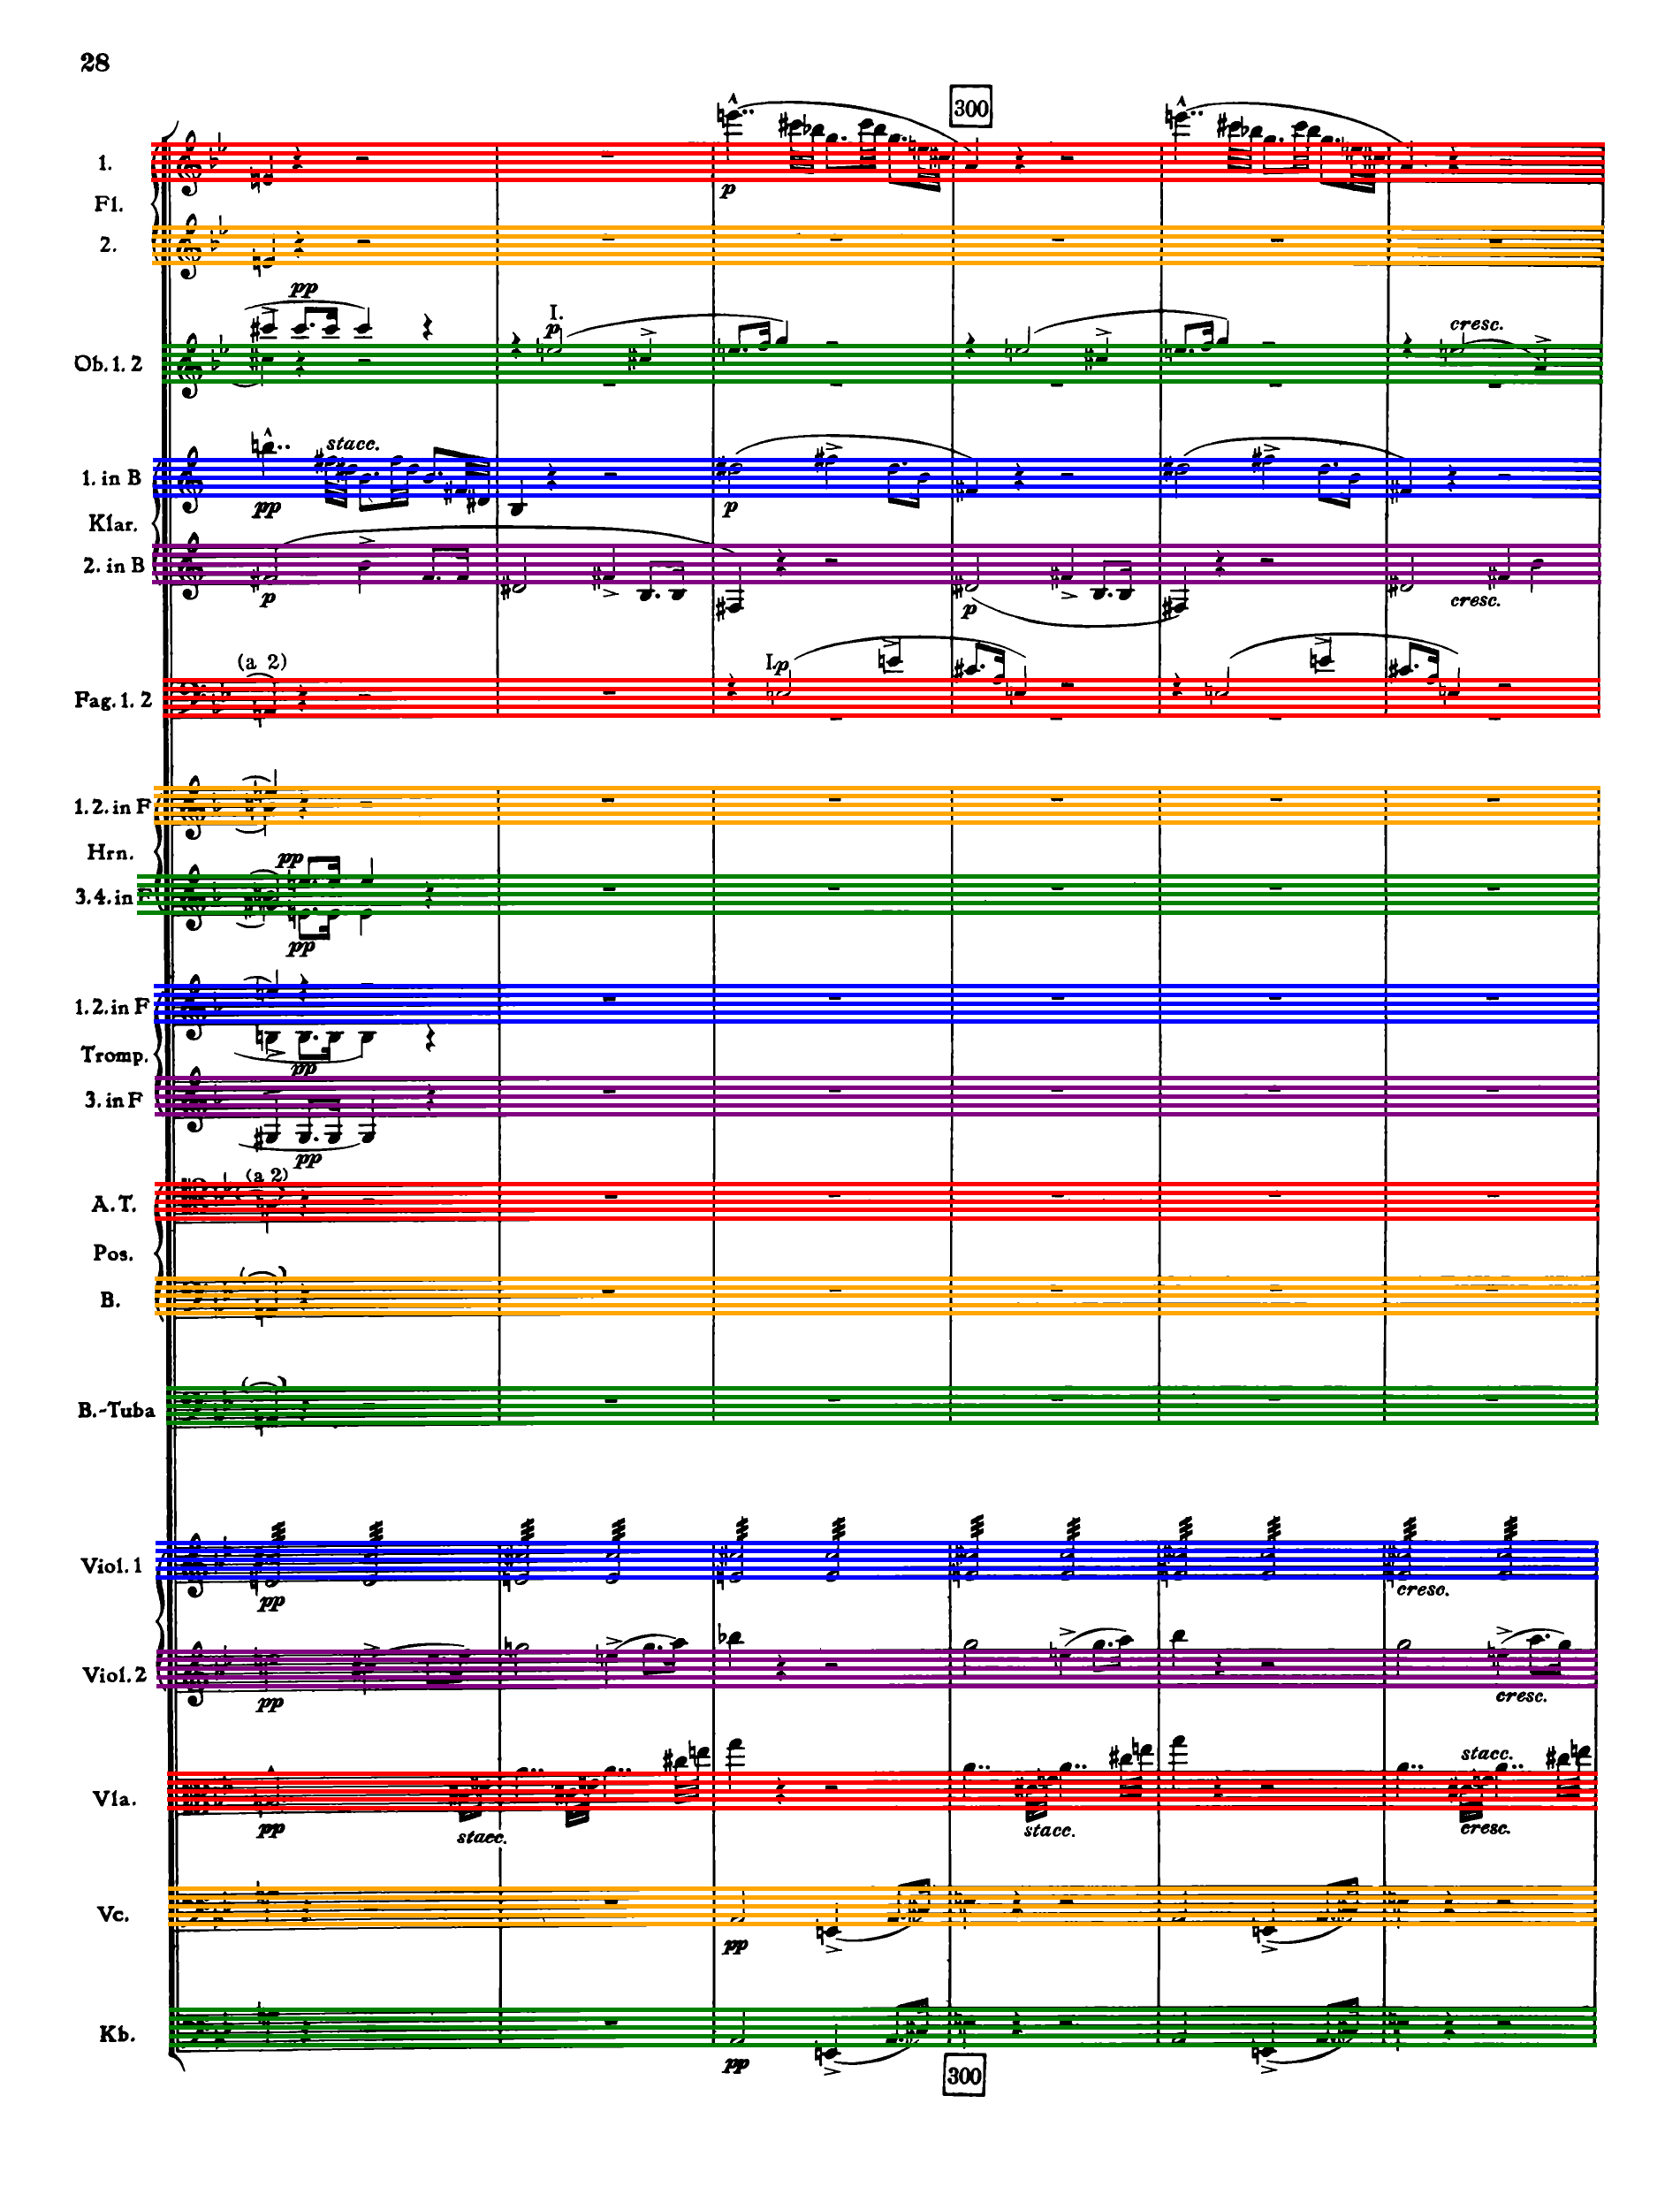 28
300
1.
p
Fl.
2.
pp
I.
p
cresc.
Ob. 1. 2
stacc.
1. in B
pp
p
Klar.
2. in B
p
p
cresc.
(a 2)
I.p
Fag. 1. 2
1. 2. in F
Hrn.
pp
3. 4. in F
pp
1. 2. in F
Tromp.
pp
3. in F
pp
(a 2)
A. T.
Pos.
B.
B.-Tuba
Viol. 1
pp
cresc.
Viol. 2
pp
cresc.
stacc.
Vla.
pp
stacc.
stacc.
cresc.
Vc.
pp
Kb.
pp
300